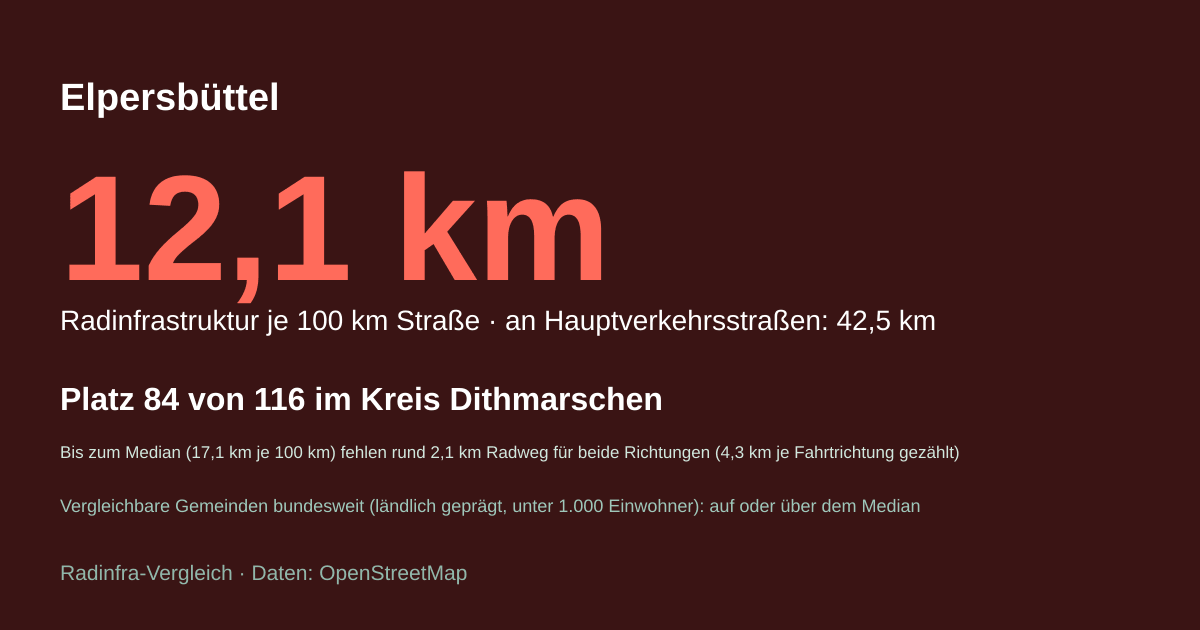 Elpersbüttel
12,1 km
Radinfrastruktur je 100 km Straße · an Hauptverkehrsstraßen: 42,5 km
Platz 84 von 116 im Kreis Dithmarschen
Bis zum Median (17,1 km je 100 km) fehlen rund 2,1 km Radweg für beide Richtungen (4,3 km je Fahrtrichtung gezählt)
Vergleichbare Gemeinden bundesweit (ländlich geprägt, unter 1.000 Einwohner): auf oder über dem Median
Radinfra-Vergleich · Daten: OpenStreetMap